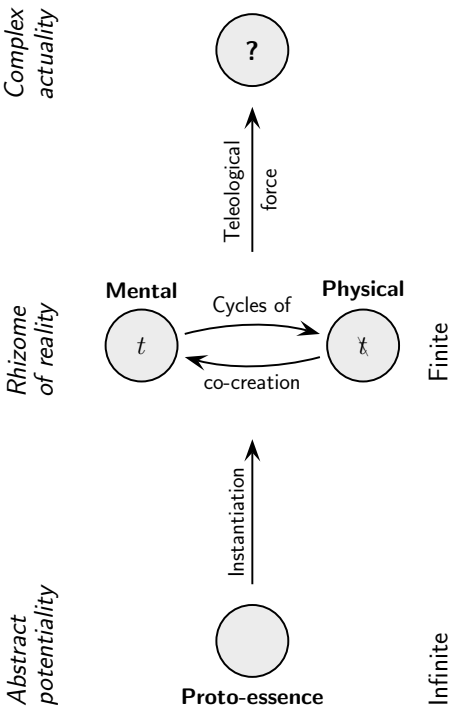 Complex
actuality
?
Teleological
force
Rhizome
of reality
Mental
Physical
t
Cycles of
co-creation
t
Finite
Instantiation
Abstract
potentiality
Proto-essence
Infinite